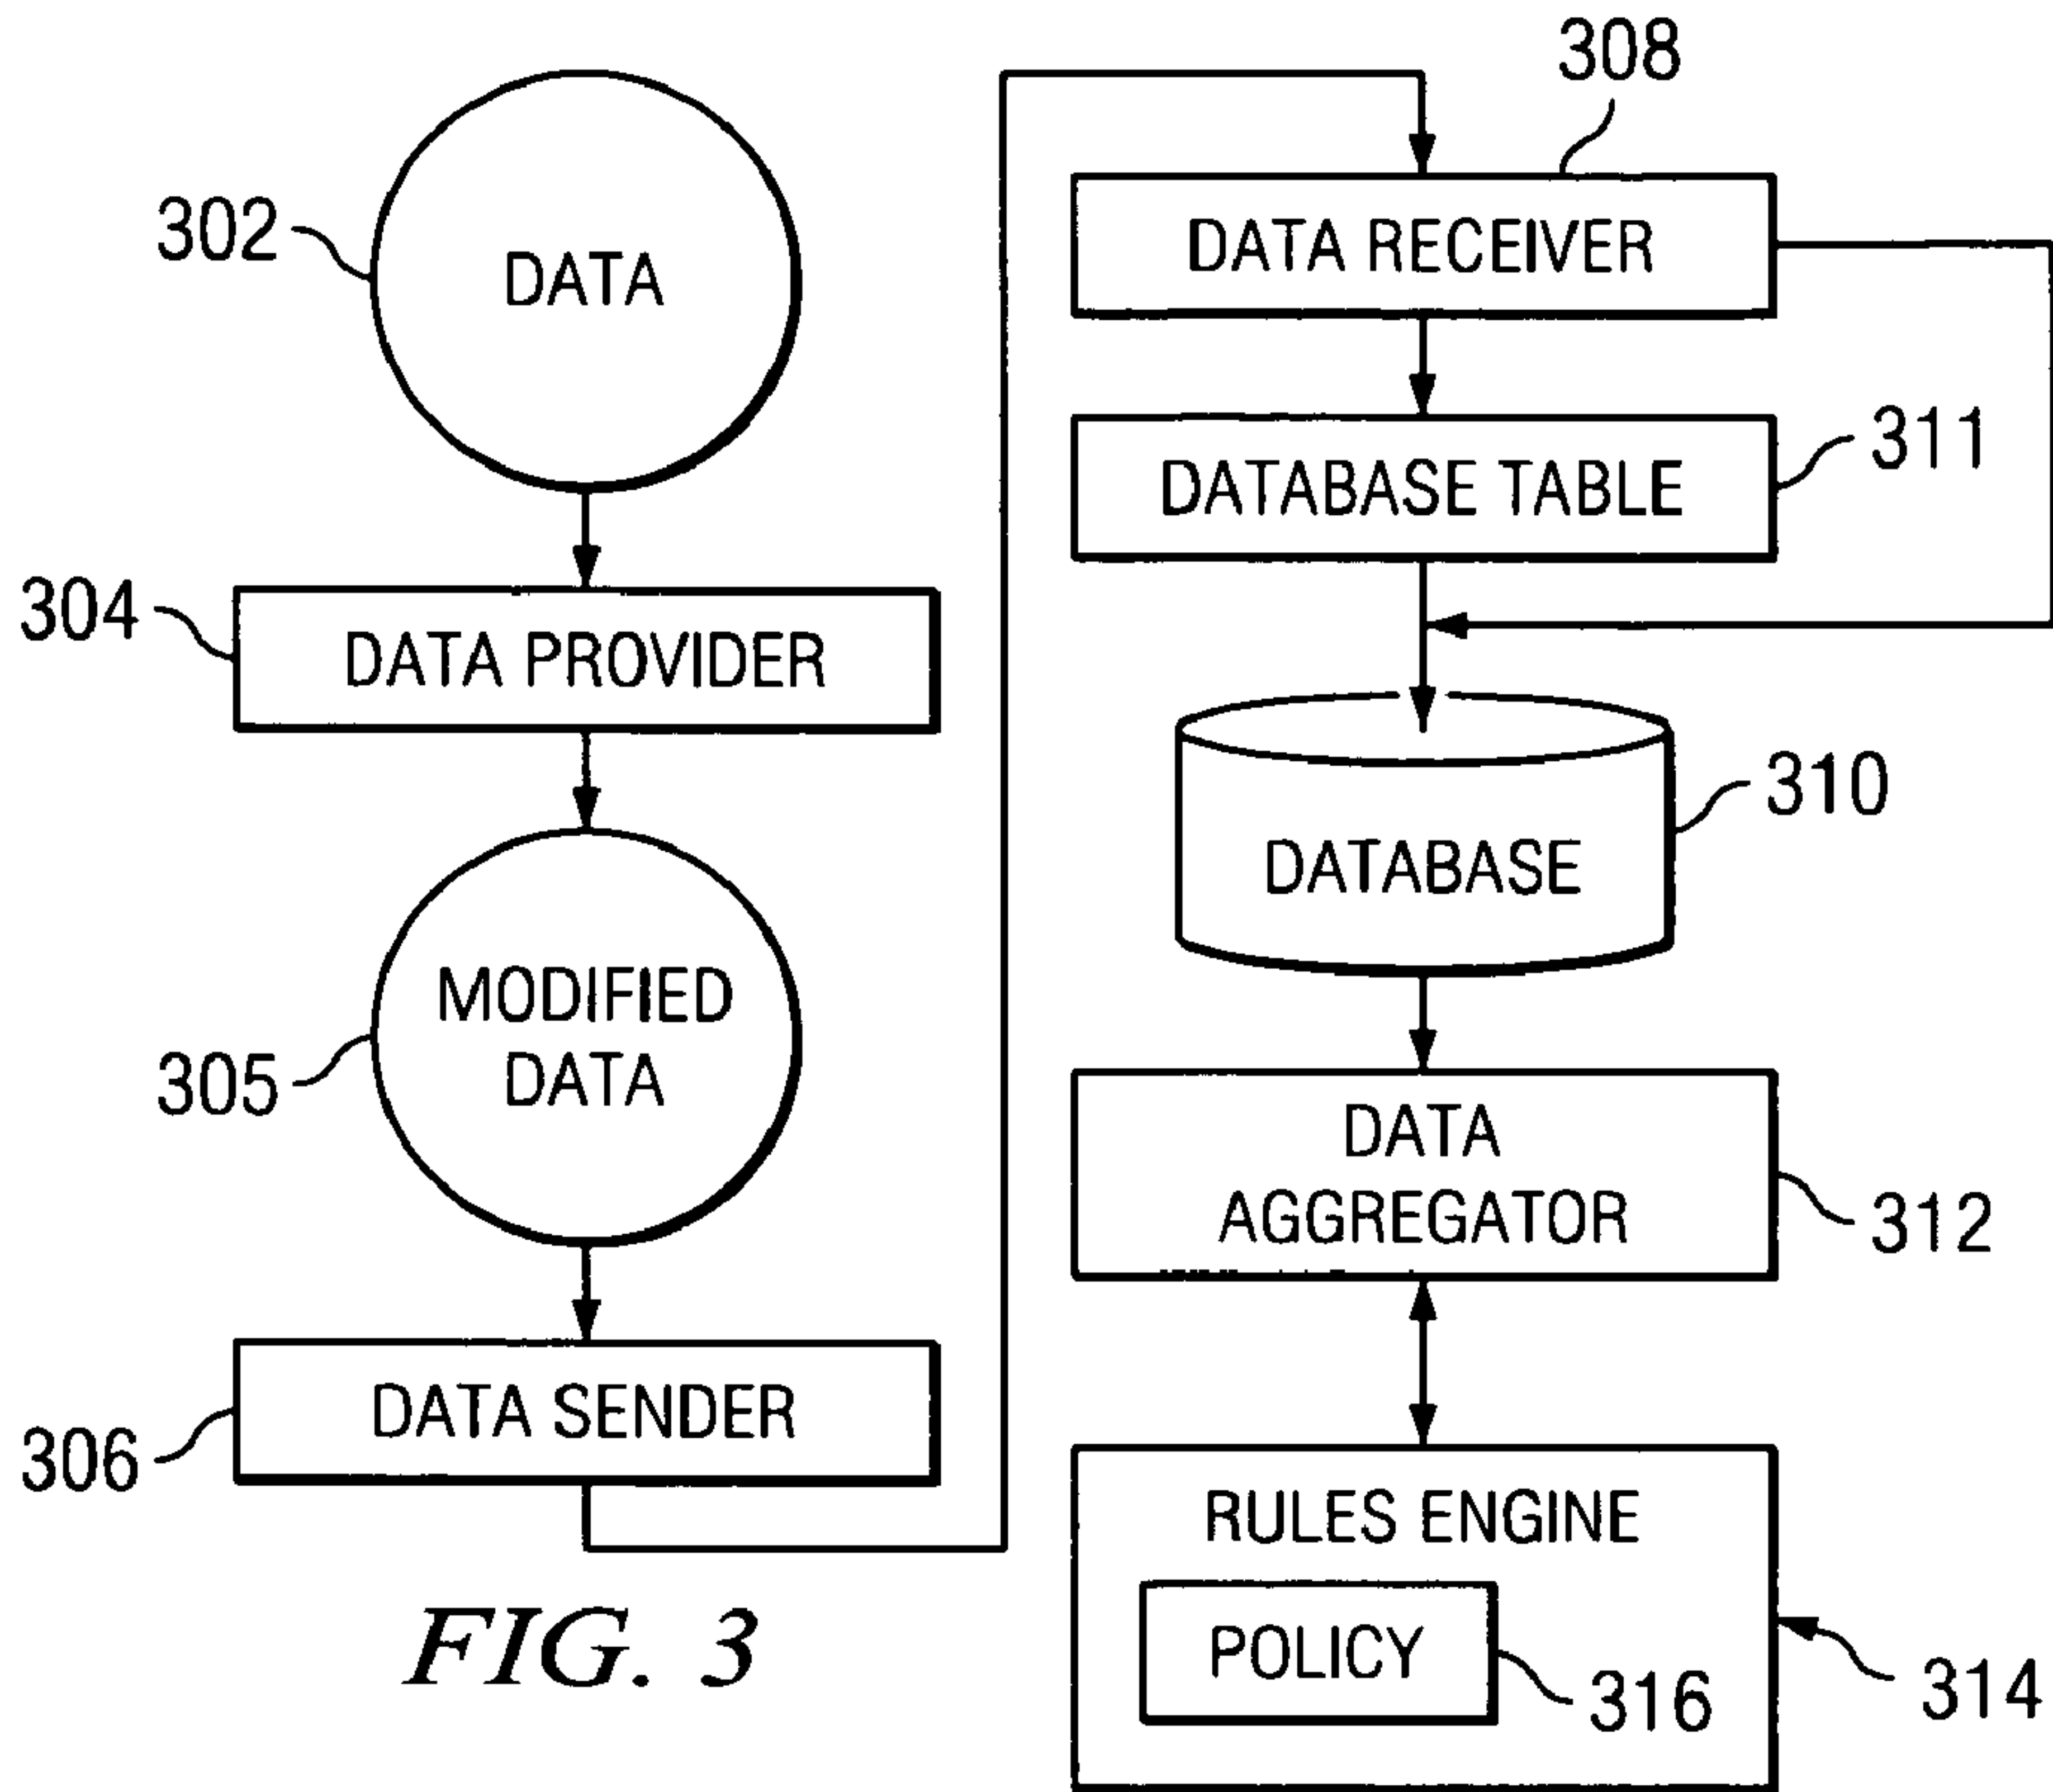 302
DATA
304
DATA PROVIDER
305
MODIFIED
DATA
306
DATA SENDER
FIG. 3
308
DATA RECEIVER
DATABASE TABLE
311
DATABASE
310
DATA
AGGREGATOR
312
RULES ENGINE
POLICY
316
314